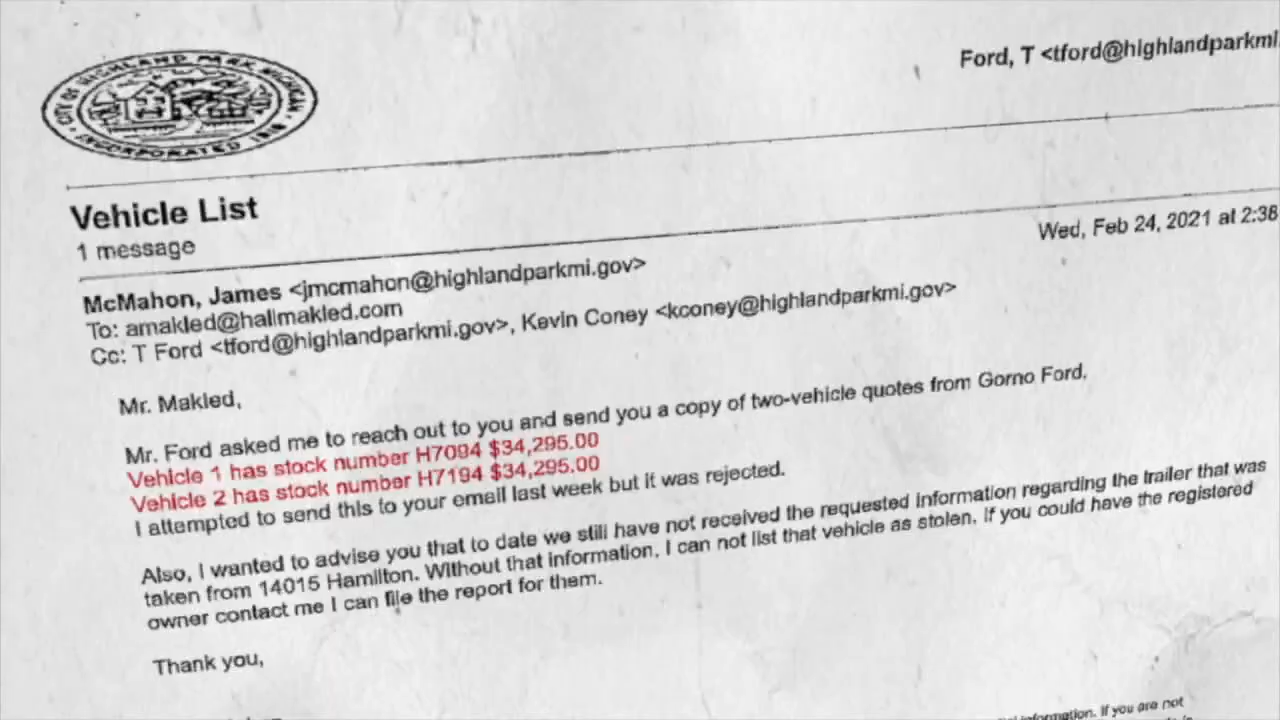 CITY OF HIGHLAND PARK MICHIGAN
INCORPORATED 1918
Ford, T <tford@highlandparkmi.
Vehicle List
1 message
Wed, Feb 24, 2021 at 2:38
McMahon, James <jmcmahon@highlandparkmi.gov>
To: amakled@hallmakled.com
Cc: T Ford <tford@highlandparkmi.gov>, Kevin Coney <kconey@highlandparkmi.gov>
Mr. Makled,
Mr. Ford asked me to reach out to you and send you a copy of two-vehicle quotes from Gorno Ford.
Vehicle 1 has stock number H7094 $34,295.00
Vehicle 2 has stock number H7194 $34,295.00
I attempted to send this to your email last week but it was rejected.
Also, I wanted to advise you that to date we still have not received the requested information regarding the trailer that was
taken from 14015 Hamilton. Without that information, I can not list that vehicle as stolen. If you could have the registered
owner contact me I can file the report for them.
Thank you,
information. If you are not